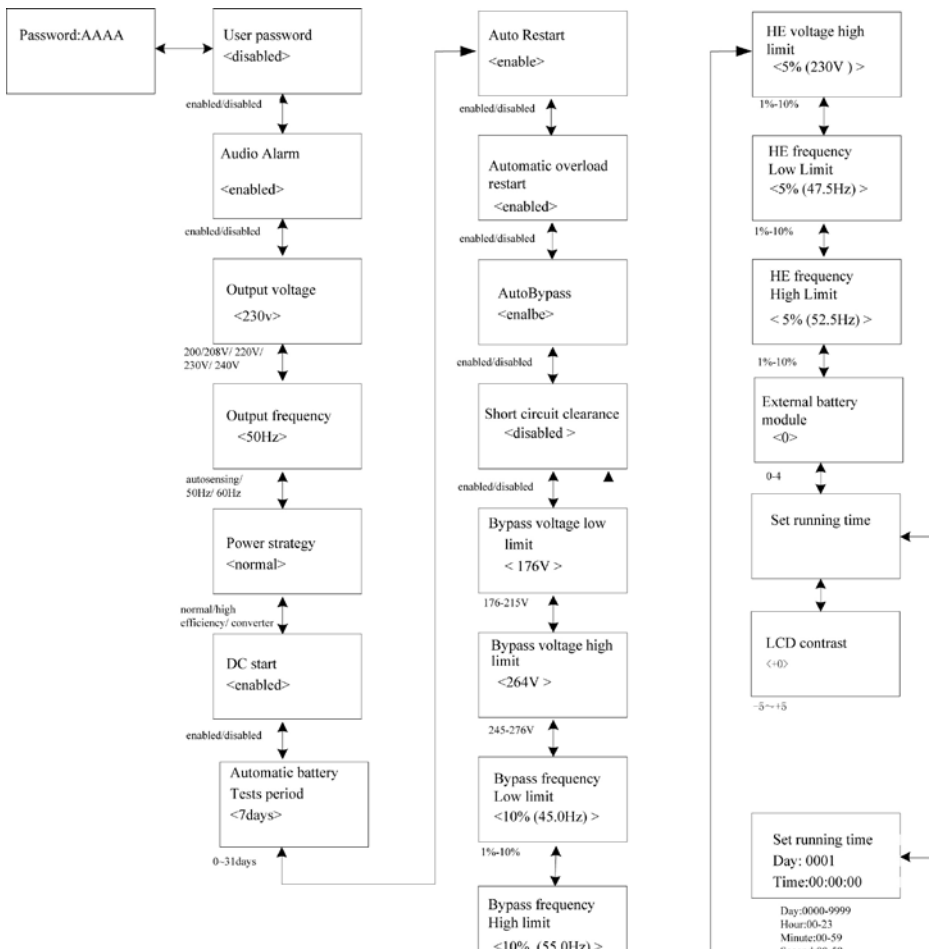 Password:AAAA
User password
<disabled>
enabled/disabled
Audio Alarm
<enabled>
enabled/disabled
Output voltage
<230v>
200/208V/ 220V/
230V/ 240V
Output frequency
<50Hz>
autosensing/
50Hz/ 60Hz
Power strategy
<normal>
normal/high
efficiency/ converter
DC start
<enabled>
enabled/disabled
Automatic battery
Tests period
<7days>
0~31days
Auto Restart
<enable>
enabled/disabled
Automatic overload
restart
<enabled>
enabled/disabled
AutoBypass
<enalbe>
enabled/disabled
Short circuit clearance
<disabled >
enabled/disabled
Bypass voltage low
limit
< 176V >
176-215V
Bypass voltage high
limit
<264V >
245-276V
Bypass frequency
Low limit
<10% (45.0Hz) >
1%-10%
Bypass frequency
High limit
<10% (55.0Hz) >
HE voltage high
limit
<5% (230V ) >
1%-10%
HE frequency
Low Limit
<5% (47.5Hz) >
1%-10%
HE frequency
High Limit
< 5% (52.5Hz) >
1%-10%
External battery
module
<0>
0-4
Set running time
LCD contrast
<+0>
-5~+5
Set running time
Day: 0001
Time:00:00:00
Day:0000-9999
Hour:00-23
Minute:00-59